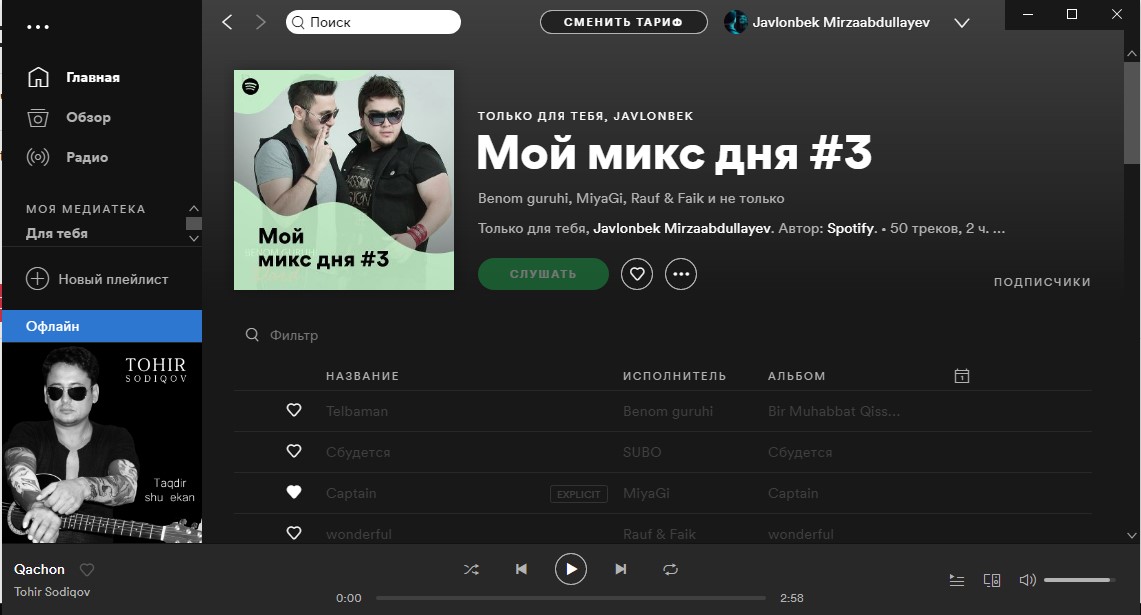 Поиск
СМЕНИТЬ ТАРИФ
Javlonbek Mirzaabdullayev
Главная
Обзор
Радио
МОЯ МЕДИАТЕКА
Для тебя
Новый плейлист
Офлайн
TOHIR
SODIQOV
Taqdir
shu ekan
Мой
микс дня #3
ТОЛЬКО ДЛЯ ТЕБЯ, JAVLONBEK
Мой микс дня #3
Benom guruhi, MiyaGi, Rauf & Faik и не только
Только для тебя, Javlonbek Mirzaabdullayev. Автор: Spotify. • 50 треков, 2 ч. ...
СЛУШАТЬ
ПОДПИСЧИКИ
Фильтр
НАЗВАНИЕ ИСПОЛНИТЕЛЬ АЛЬБОМ
Telbaman Benom guruhi Bir Muhabbat Qiss...
Сбудется SUBO Сбудется
Captain EXPLICIT MiyaGi Captain
wonderful Rauf & Faik wonderful
Qachon
Tohir Sodiqov
0:00 2:58